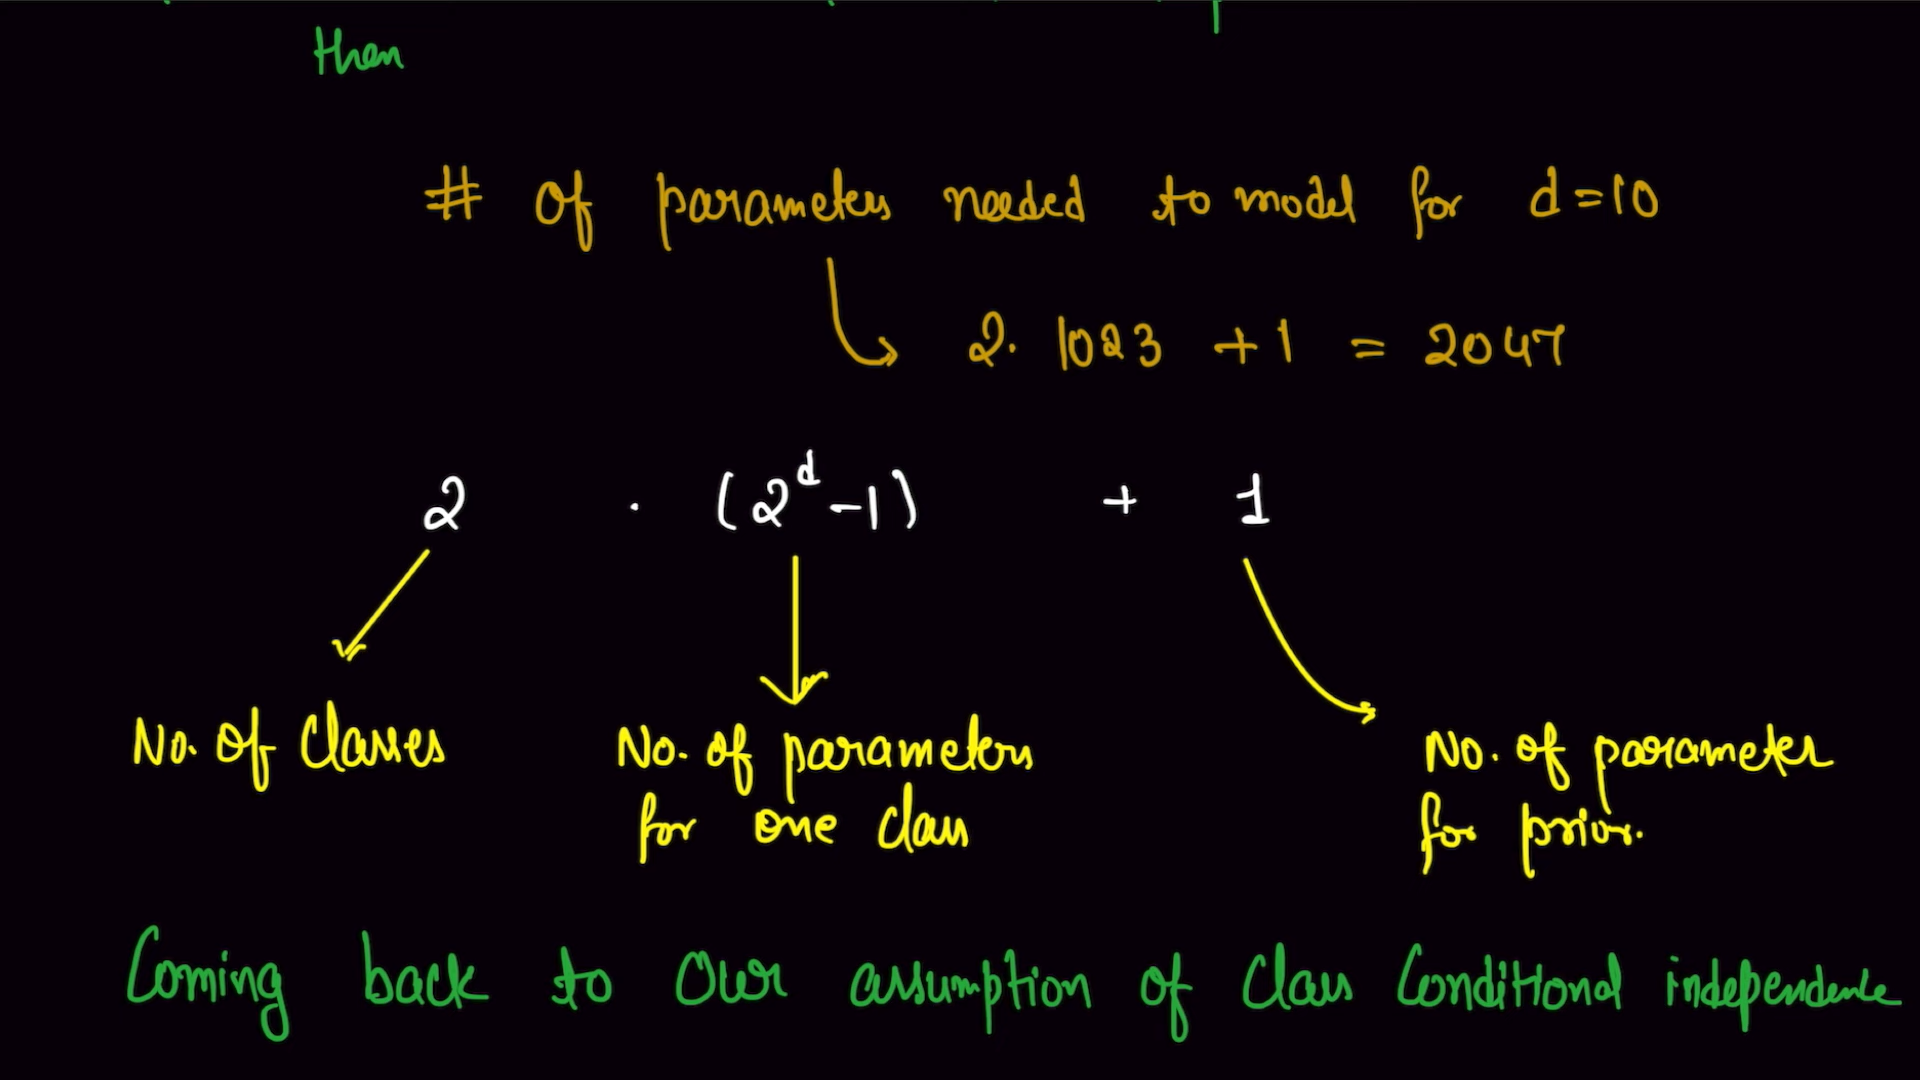 then
# of parameters needed to model for d=10
2. 1023 + 1 = 2047
2 . (2^d - 1) + 1
No. of Classes
No. of parameters
for one class
No. of parameter
for prior.
Coming back to our assumption of Class Conditional independence